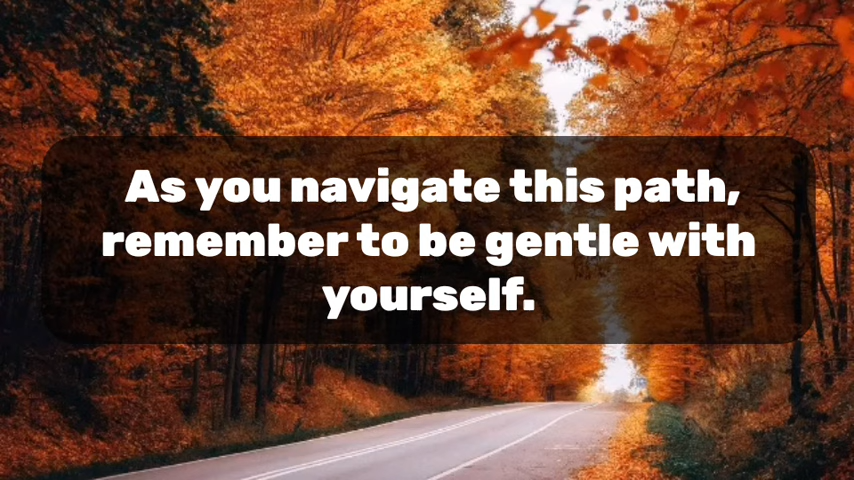 As you navigate this path,
remember to be gentle with
yourself.